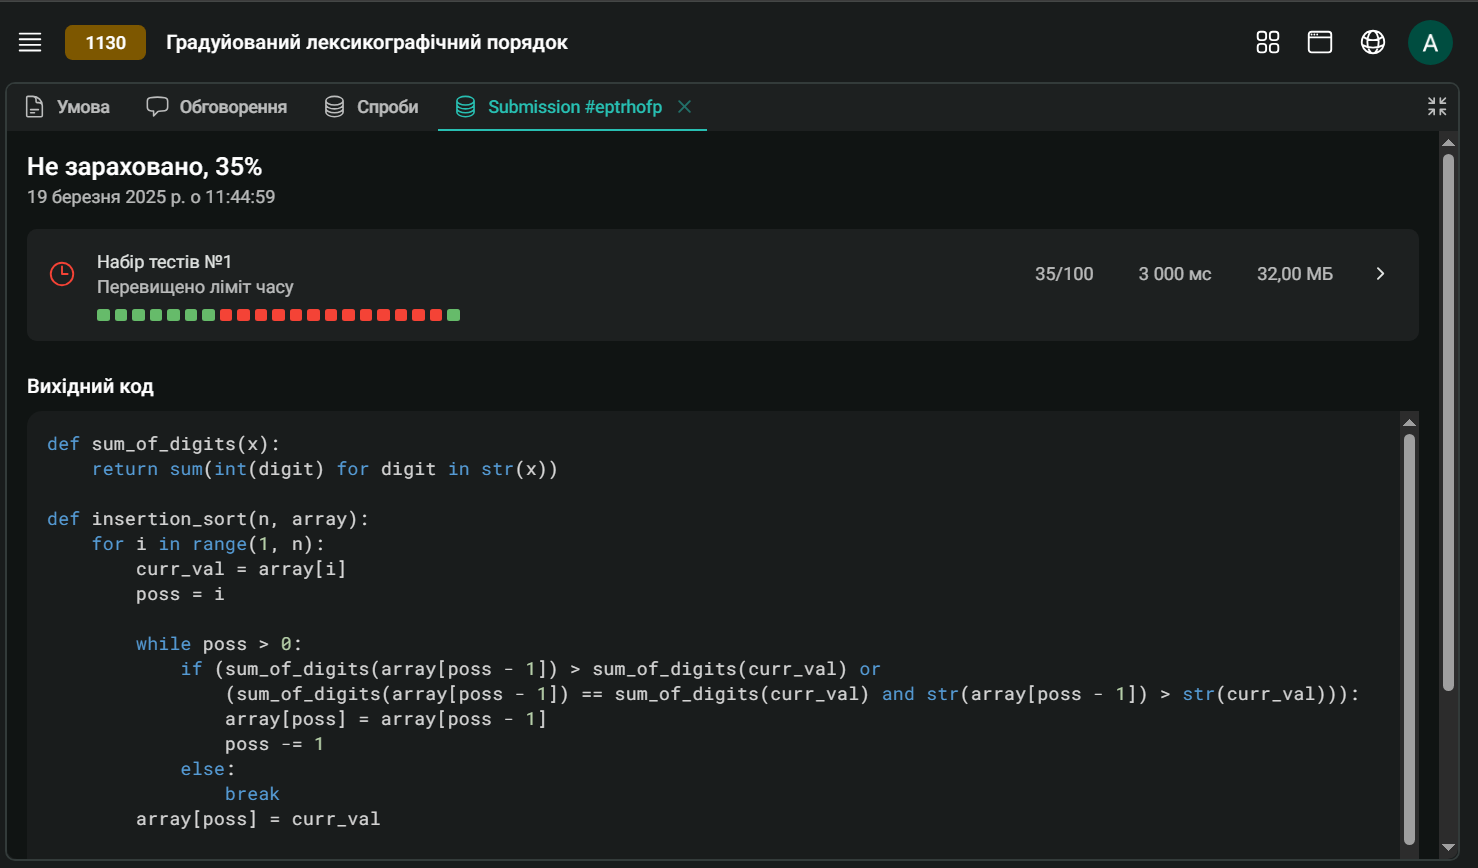 1130 Градуйований лексикографічний порядок A
Умова Обговорення Спроби Submission #eptrhofp
Не зараховано, 35%
19 березня 2025 р. о 11:44:59
Набір тестів №1
Перевищено ліміт часу
35/100 3 000 мс 32,00 МБ
Вихідний код
def sum_of_digits(x):
    return sum(int(digit) for digit in str(x))
def insertion_sort(n, array):
    for i in range(1, n):
        curr_val = array[i]
        poss = i
        while poss > 0:
            if (sum_of_digits(array[poss - 1]) > sum_of_digits(curr_val) or
                (sum_of_digits(array[poss - 1]) == sum_of_digits(curr_val) and str(array[poss - 1]) > str(curr_val))):
                array[poss] = array[poss - 1]
                poss -= 1
            else:
                break
        array[poss] = curr_val